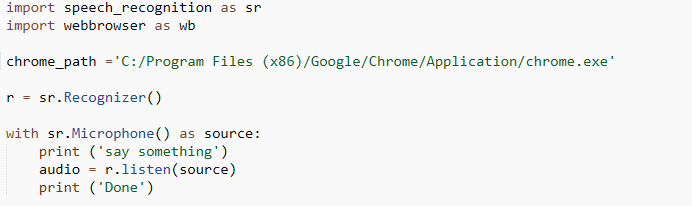 import speech_recognition as sr
import webbrowser as wb
chrome_path ='C:/Program Files (x86)/Google/Chrome/Application/chrome.exe'
r = sr.Recognizer()
with sr.Microphone() as source:
    print ('say something')
    audio = r.listen(source)
    print ('Done')